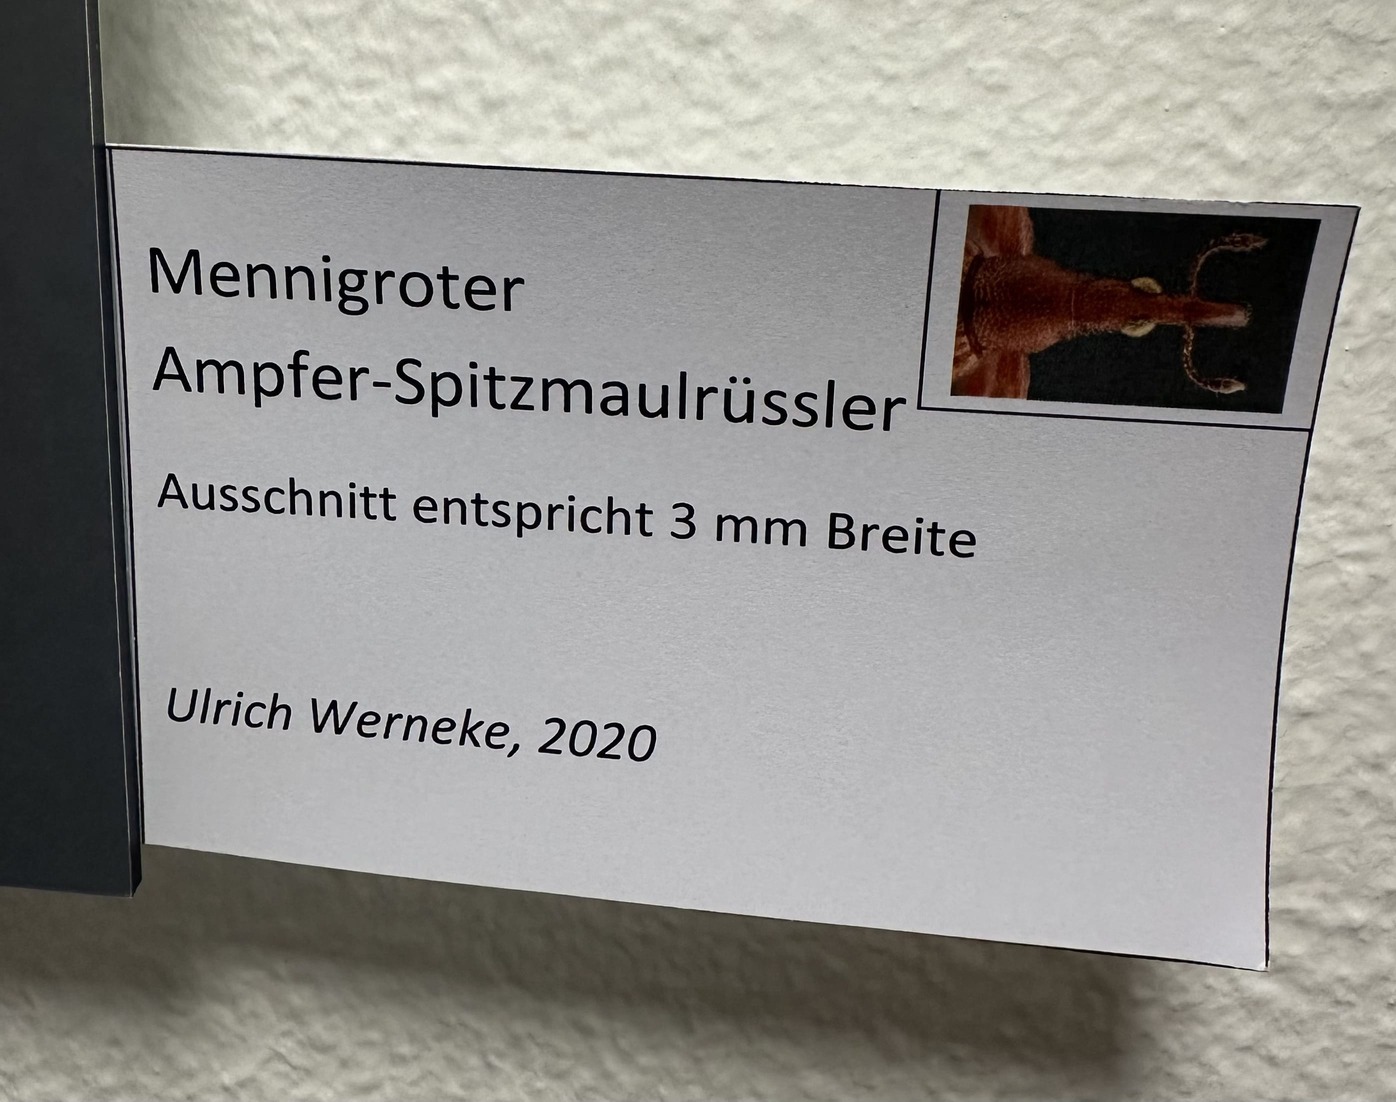 Mennigroter
Ampfer-Spitzmaulrüssler
Ausschnitt entspricht 3 mm Breite
Ulrich Werneke, 2020